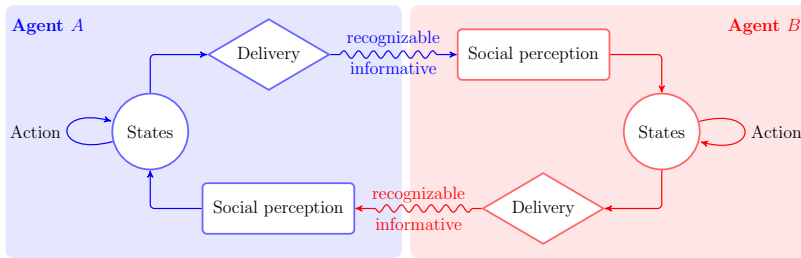 Agent A
Agent B
Delivery
recognizable
informative
Social perception
Action
States
States
Action
Social perception
recognizable
informative
Delivery